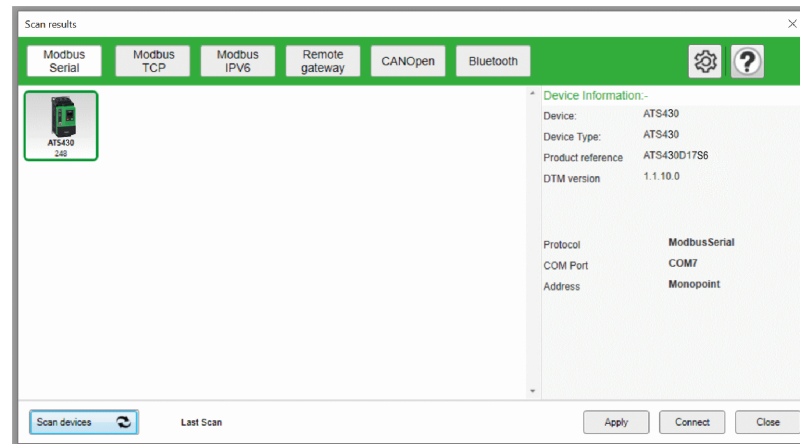 Scan results
Modbus Serial
Modbus TCP
Modbus IPV6
Remote gateway
CANOpen
Bluetooth
ATS430
248
Device Information:-
Device: ATS430
Device Type: ATS430
Product reference ATS430D17S6
DTM version 1.1.10.0
Protocol ModbusSerial
COM Port COM7
Address Monopoint
Scan devices
Last Scan
Apply
Connect
Close